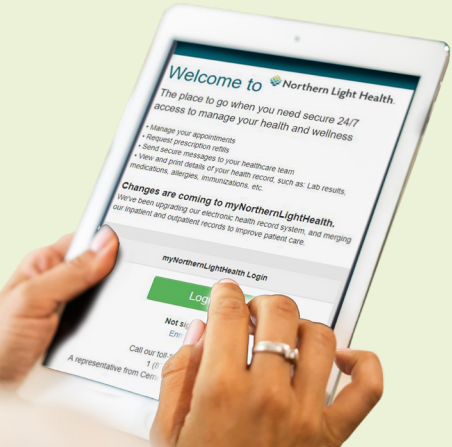 Welcome to Northern Light Health.
The place to go when you need secure 24/7
access to manage your health and wellness
• Manage your appointments
• Request prescription refills
• Send secure messages to your healthcare team
• View and print details of your health record, such as: Lab results,
medications, allergies, immunizations, etc.
Changes are coming to myNorthernLightHealth.
We've been upgrading our electronic health record system, and merging
our inpatient and outpatient records to improve patient care.
myNorthernLightHealth Login
Not
Call our
1
A representative from